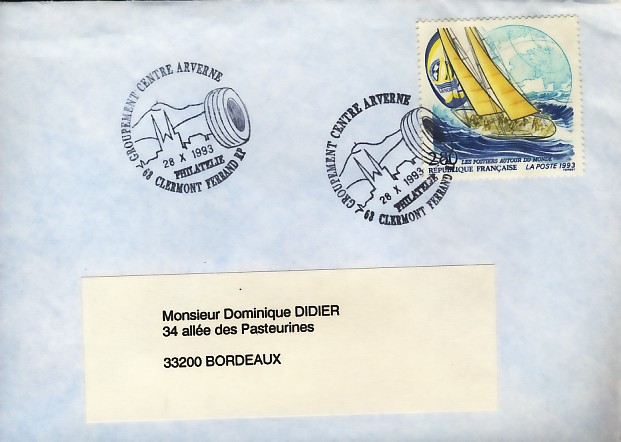 GROUPEMENT CENTRE ARVERNE
28 X 1993
PHILATELIE
63 CLERMONT FERRAND RP
GROUPEMENT CENTRE ARVERNE
28 X 1993
PHILATELIE
63 CLERMONT FERRAND
2,80
LES POSTIERS AUTOUR DU MONDE
RÉPUBLIQUE FRANÇAISE LA POSTE 1993
Monsieur Dominique DIDIER
34 allée des Pasteurines
33200 BORDEAUX